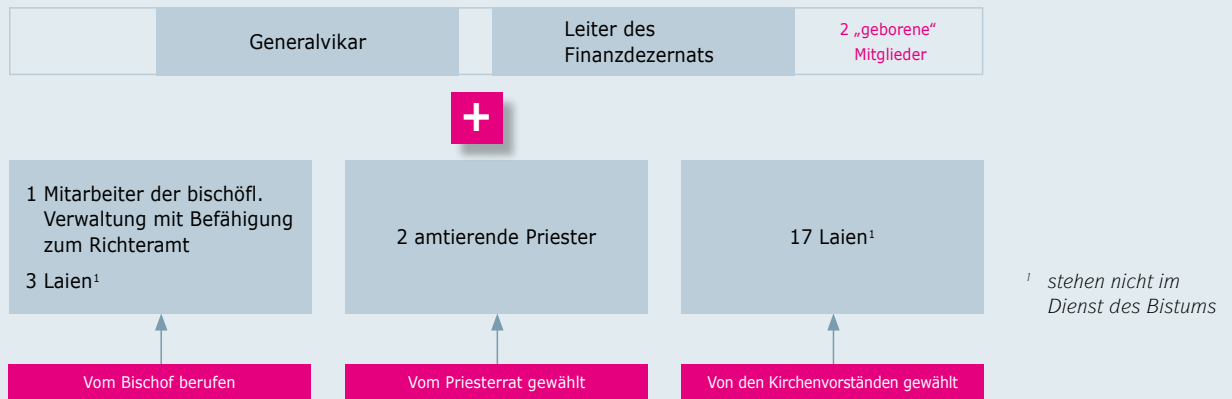 Generalvikar
Leiter des
Finanzdezernats
2 „geborene“
Mitglieder
+
1 Mitarbeiter der bischöfl.
Verwaltung mit Befähigung
zum Richteramt
3 Laien¹
2 amtierende Priester
17 Laien¹
¹ stehen nicht im
Dienst des Bistums
Vom Bischof berufen
Vom Priesterrat gewählt
Von den Kirchenvorständen gewählt